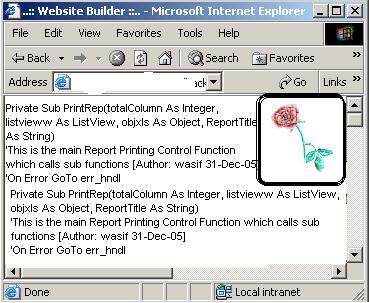 ..:: Website Builder ::.. - Microsoft Internet Explorer
File Edit View Favorites Tools Help
Back Search Favorites
Address Go Links »
Private Sub PrintRep(totalColumn As Integer,
listvieww As ListView, objxls As Object, ReportTitle
As String)
'This is the main Report Printing Control Function
which calls sub functions [Author: wasif 31-Dec-05]
'On Error GoTo err_hndl
Private Sub PrintRep(totalColumn As Integer, listvieww As ListView,
objxls As Object, ReportTitle As String)
'This is the main Report Printing Control Function which calls sub
functions [Author: wasif 31-Dec-05]
'On Error GoTo err_hndl
Done Local intranet